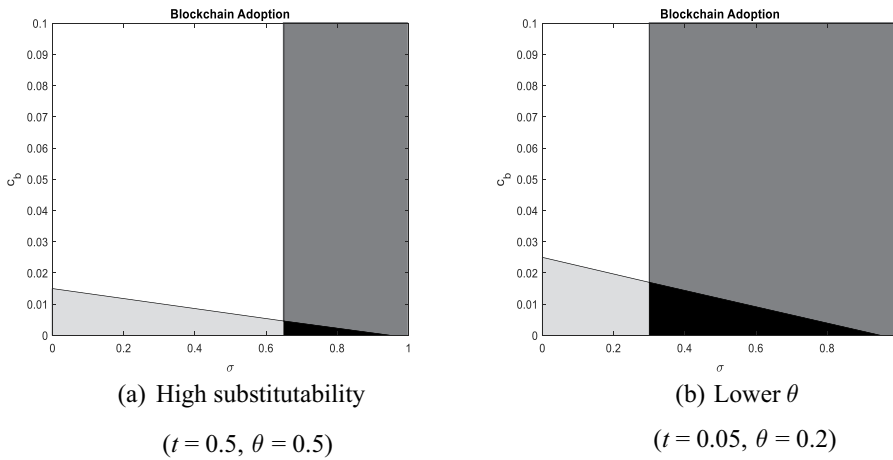 Blockchain Adoption
0.1
0.09
0.08
0.07
0.06
0.05
0.04
0.03
0.02
0.01
0
c_b
0 0.2 0.4 0.6 0.8 1
σ
(a) High substitutability
(t = 0.5, θ = 0.5)
Blockchain Adoption
0.1
0.09
0.08
0.07
0.06
0.05
0.04
0.03
0.02
0.01
0
c_b
0 0.2 0.4 0.6 0.8
σ
(b) Lower θ
(t = 0.05, θ = 0.2)